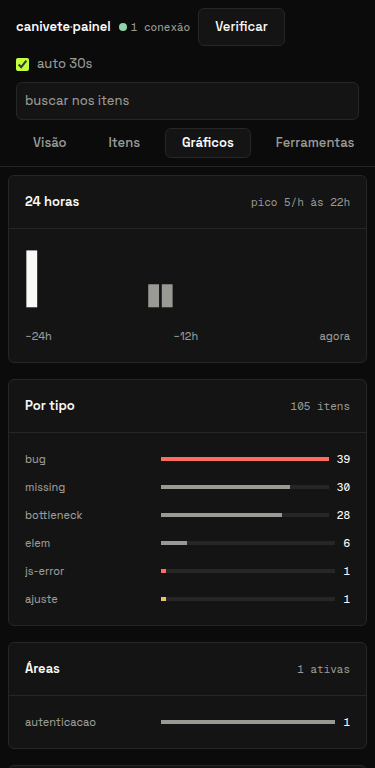 canivete·painel 1 conexão Verificar
auto 30s
buscar nos itens
Visão Itens Gráficos Ferramentas
24 horas pico 5/h às 22h
−24h −12h agora
Por tipo 105 itens
bug 39
missing 30
bottleneck 28
elem 6
js-error 1
ajuste 1
Áreas 1 ativas
autenticacao 1